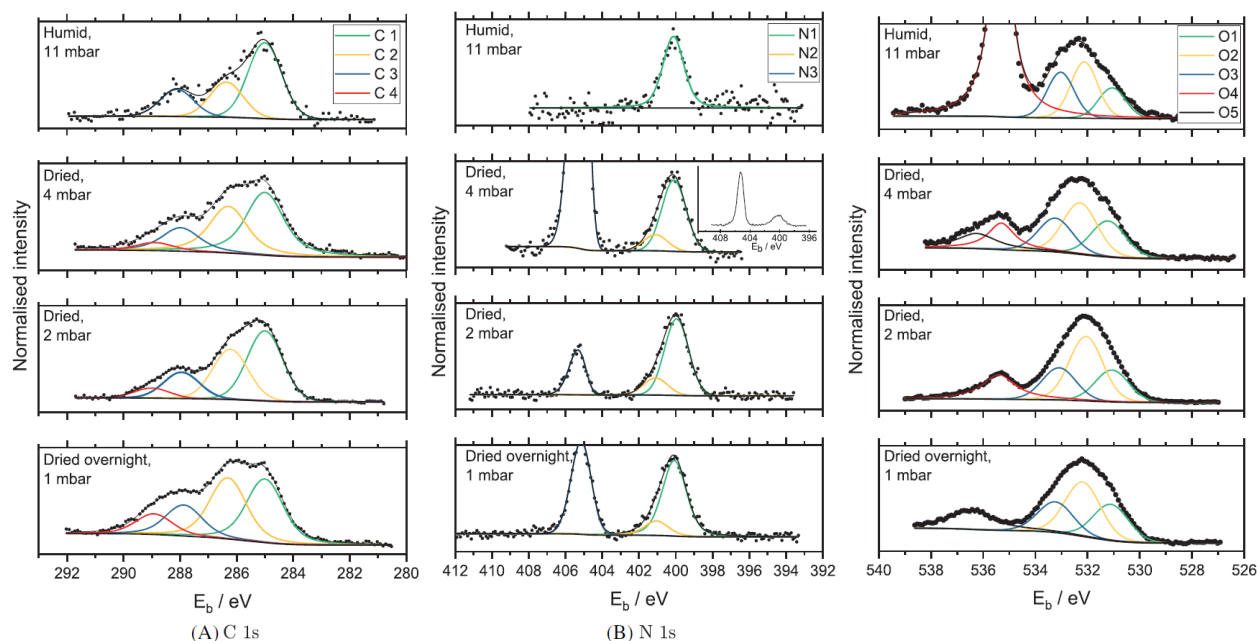 Humid,
11 mbar
C 1
C 2
C 3
C 4
Dried,
4 mbar
Dried,
2 mbar
Dried overnight,
1 mbar
Normalised intensity
292 290 288 286 284 282 280
E_b / eV
(A) C 1s
Humid,
11 mbar
N1
N2
N3
Dried,
4 mbar
408 404 400 396
E_b / eV
Dried,
2 mbar
Dried overnight,
1 mbar
Normalised intensity
412 410 408 406 404 402 400 398 396 394 392
E_b / eV
(B) N 1s
Humid,
11 mbar
O1
O2
O3
O4
O5
Dried,
4 mbar
Dried,
2 mbar
Dried overnight,
1 mbar
Normalised intensity
540 538 536 534 532 530 528 526
E_b / eV